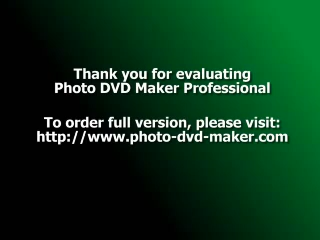 Thank you for evaluating
Photo DVD Maker Professional
To order full version, please visit:
http://www.photo-dvd-maker.com